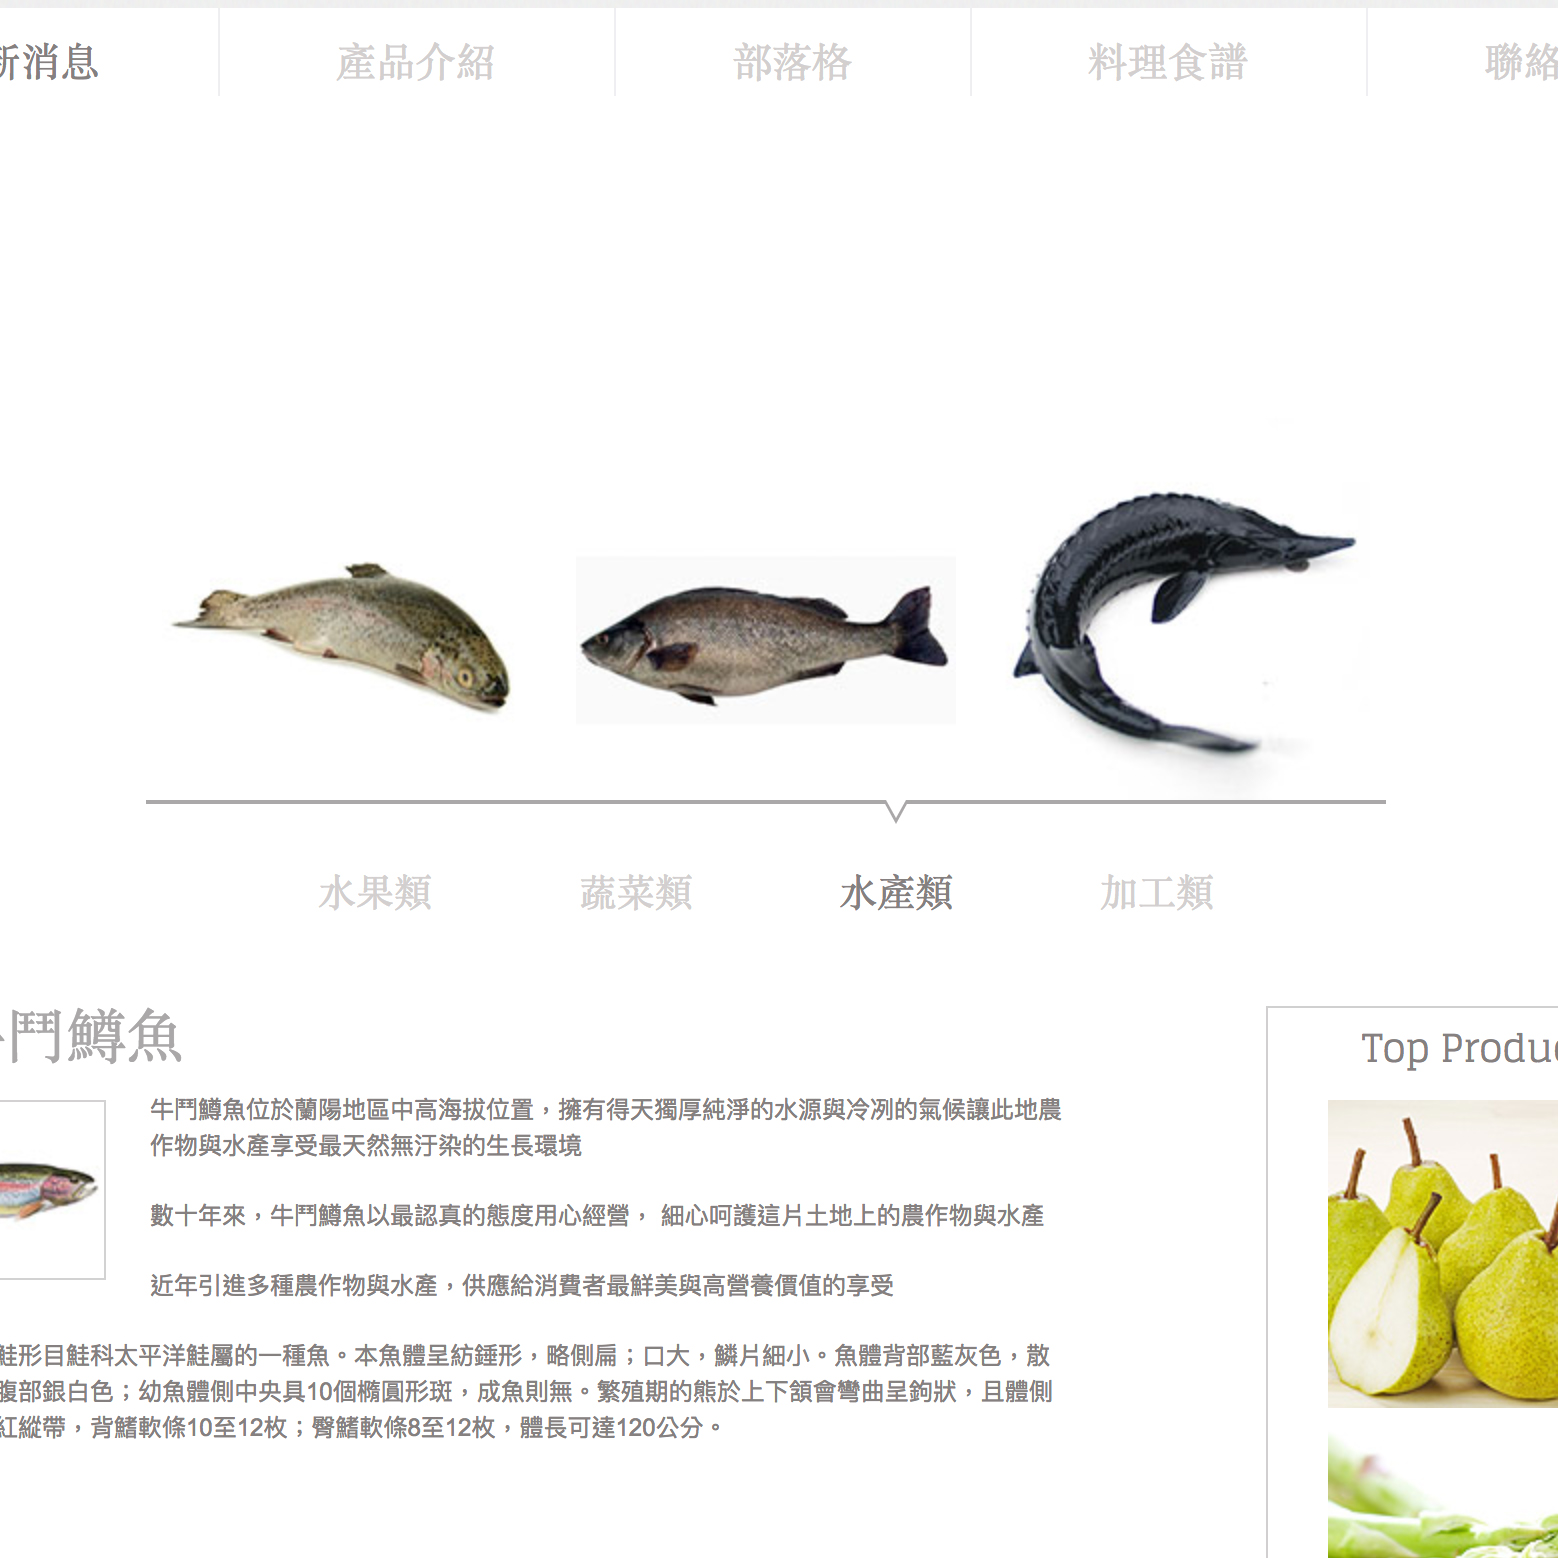 新消息
產品介紹
部落格
料理食譜
聯絡
水果類
蔬菜類
水產類
加工類
鬥鱒魚
Top Produc
牛鬥鱒魚位於蘭陽地區中高海拔位置，擁有得天獨厚純淨的水源與冷冽的氣候讓此地農
作物與水產享受最天然無汙染的生長環境
數十年來，牛鬥鱒魚以最認真的態度用心經營， 細心呵護這片土地上的農作物與水產
近年引進多種農作物與水產，供應給消費者最鮮美與高營養價值的享受
鮭形目鮭科太平洋鮭屬的一種魚。本魚體呈紡錘形，略側扁；口大，鱗片細小。魚體背部藍灰色，散
腹部銀白色；幼魚體側中央具10個橢圓形斑，成魚則無。繁殖期的熊於上下頷會彎曲呈鉤狀，且體側
紅縱帶，背鰭軟條10至12枚；臀鰭軟條8至12枚，體長可達120公分。